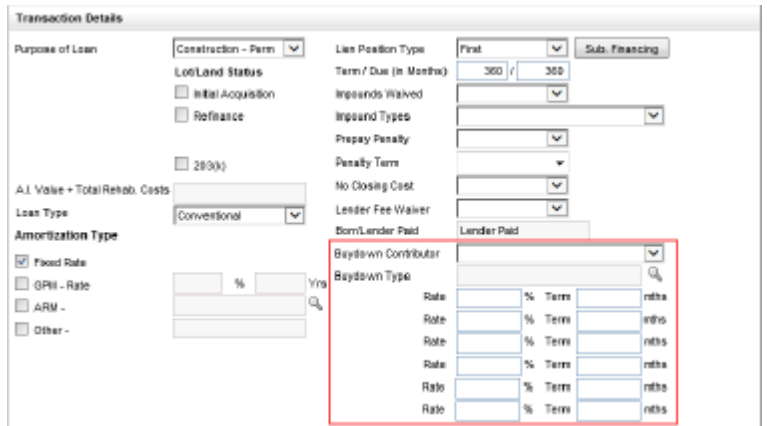 Transaction Details
Purpose of Loan Construction - Perm
Lot/Land Status
Initial Acquisition
Refinance
203(k)
A.I. Value + Total Rehab. Costs
Loan Type Conventional
Amortization Type
Fixed Rate
GPM - Rate % Yrs
ARM -
Other -
Lien Position Type First Sub. Financing
Term / Due (in Months) 360 / 360
Impounds Waived
Impound Types
Prepay Penalty
Penalty Term
No Closing Cost
Lender Fee Waiver
Borr/Lender Paid Lender Paid
Buydown Contributor
Buydown Type
Rate % Term mths
Rate % Term mths
Rate % Term mths
Rate % Term mths
Rate % Term mths
Rate % Term mths